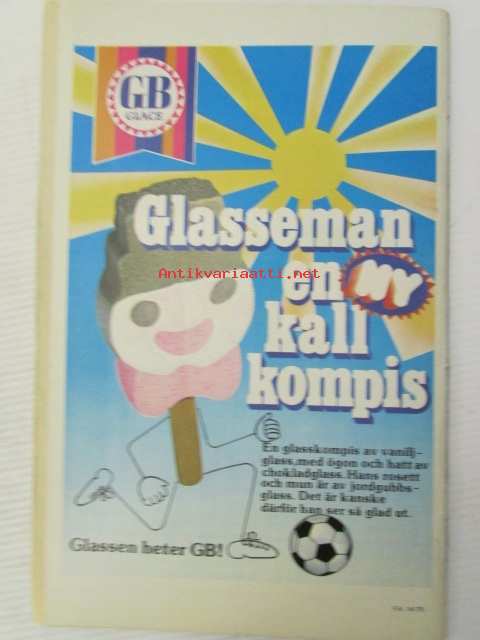 GB
GLACE
Glasseman
en NY
kall
kompis
Antikvariaatti.net
En glasskompis av vanilj-
glass, med ögon och hatt av
chokladglass. Hans rosett
och mun är av jordgubbs-
glass. Det är kanske
därför han ser så glad ut.
Glassen heter GB!